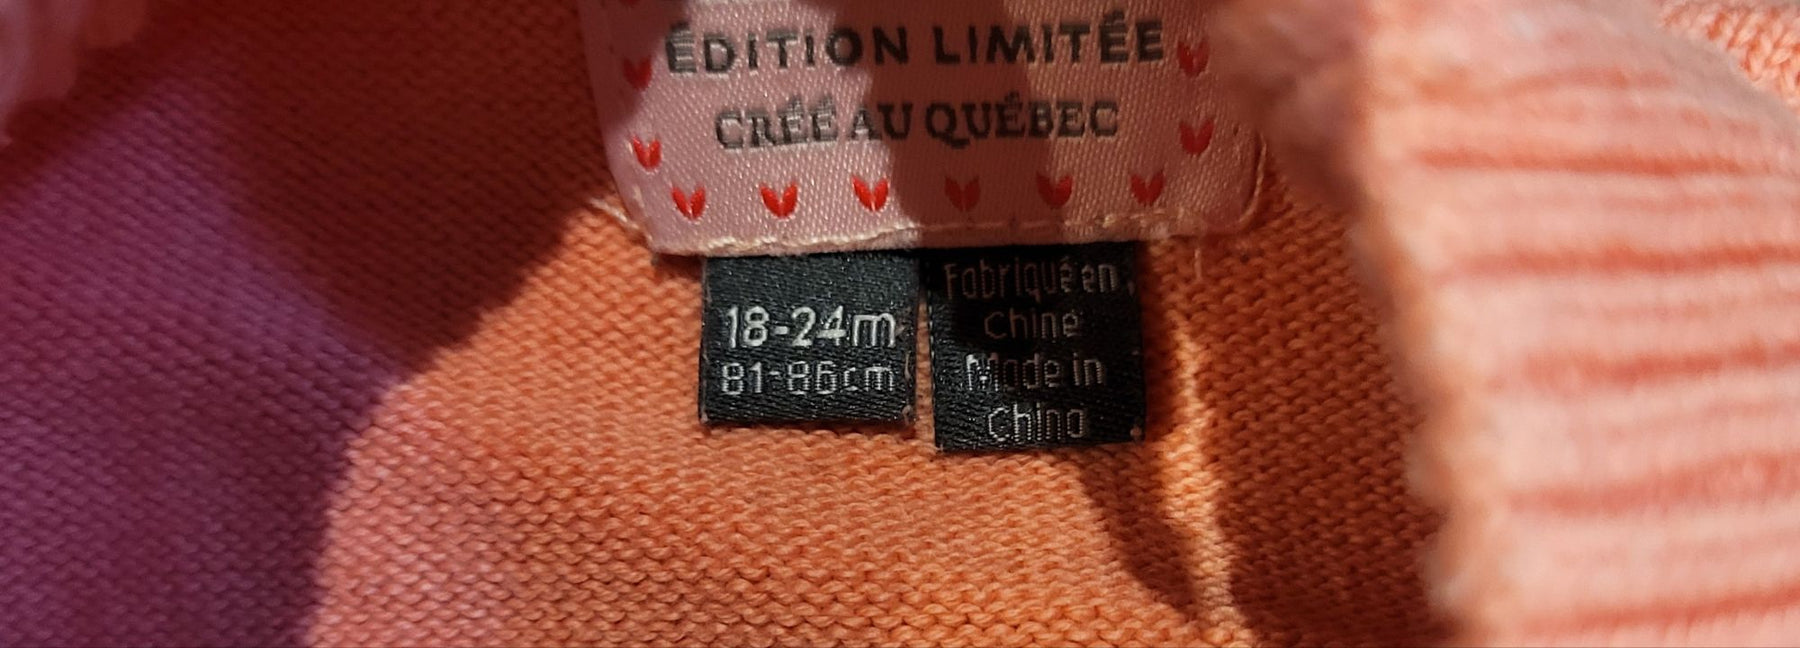 ÉDITION LIMITÉE
CRÉÉ AU QUÉBEC
18-24m
81-86cm
Fabriqué en
Chine
Made in
China